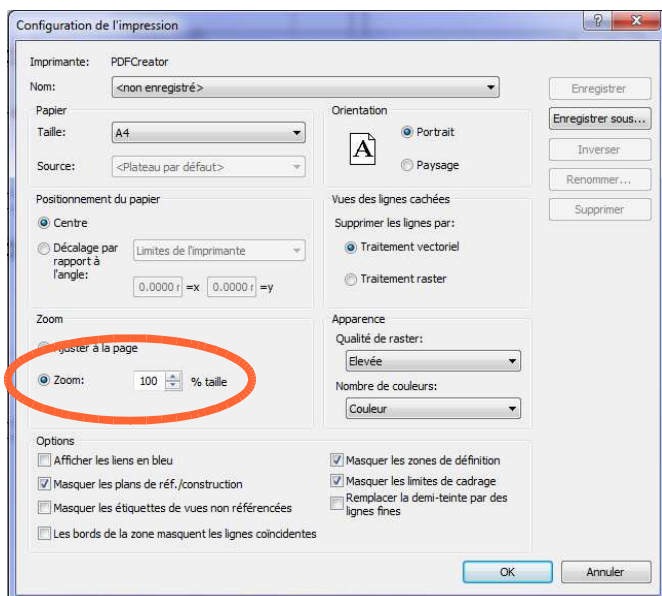 Configuration de l'impression
Imprimante: PDFCreator
Nom: <non enregistré>
Enregistrer
Enregistrer sous...
Inverser
Renommer...
Supprimer
Papier
Taille: A4
Source: <Plateau par défaut>
Orientation
A
Portrait
Paysage
Positionnement du papier
Centre
Décalage par
rapport à
l'angle:
Limites de l'imprimante
0.0000 r =x 0.0000 r =y
Vues des lignes cachées
Supprimer les lignes par:
Traitement vectoriel
Traitement raster
Zoom
Ajuster à la page
Zoom: 100 % taille
Apparence
Qualité de raster:
Elevée
Nombre de couleurs:
Couleur
Options
Afficher les liens en bleu
Masquer les plans de réf./construction
Masquer les étiquettes de vues non référencées
Les bords de la zone masquent les lignes coïncidentes
Masquer les zones de définition
Masquer les limites de cadrage
Remplacer la demi-teinte par des
lignes fines
OK
Annuler